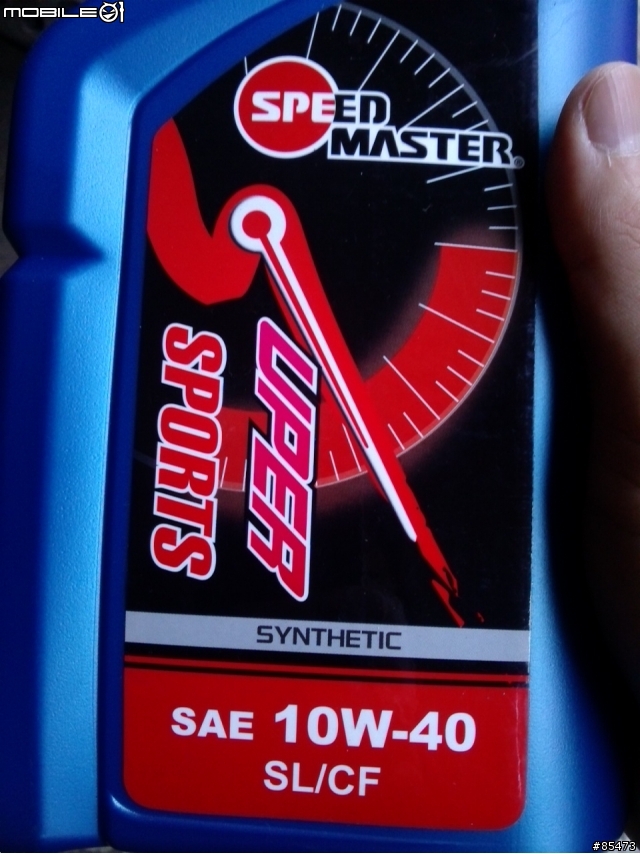 MOBILE01
SPEED
MASTER®
UPER
SPORTS
SYNTHETIC
SAE 10W-40
SL/CF
#85473